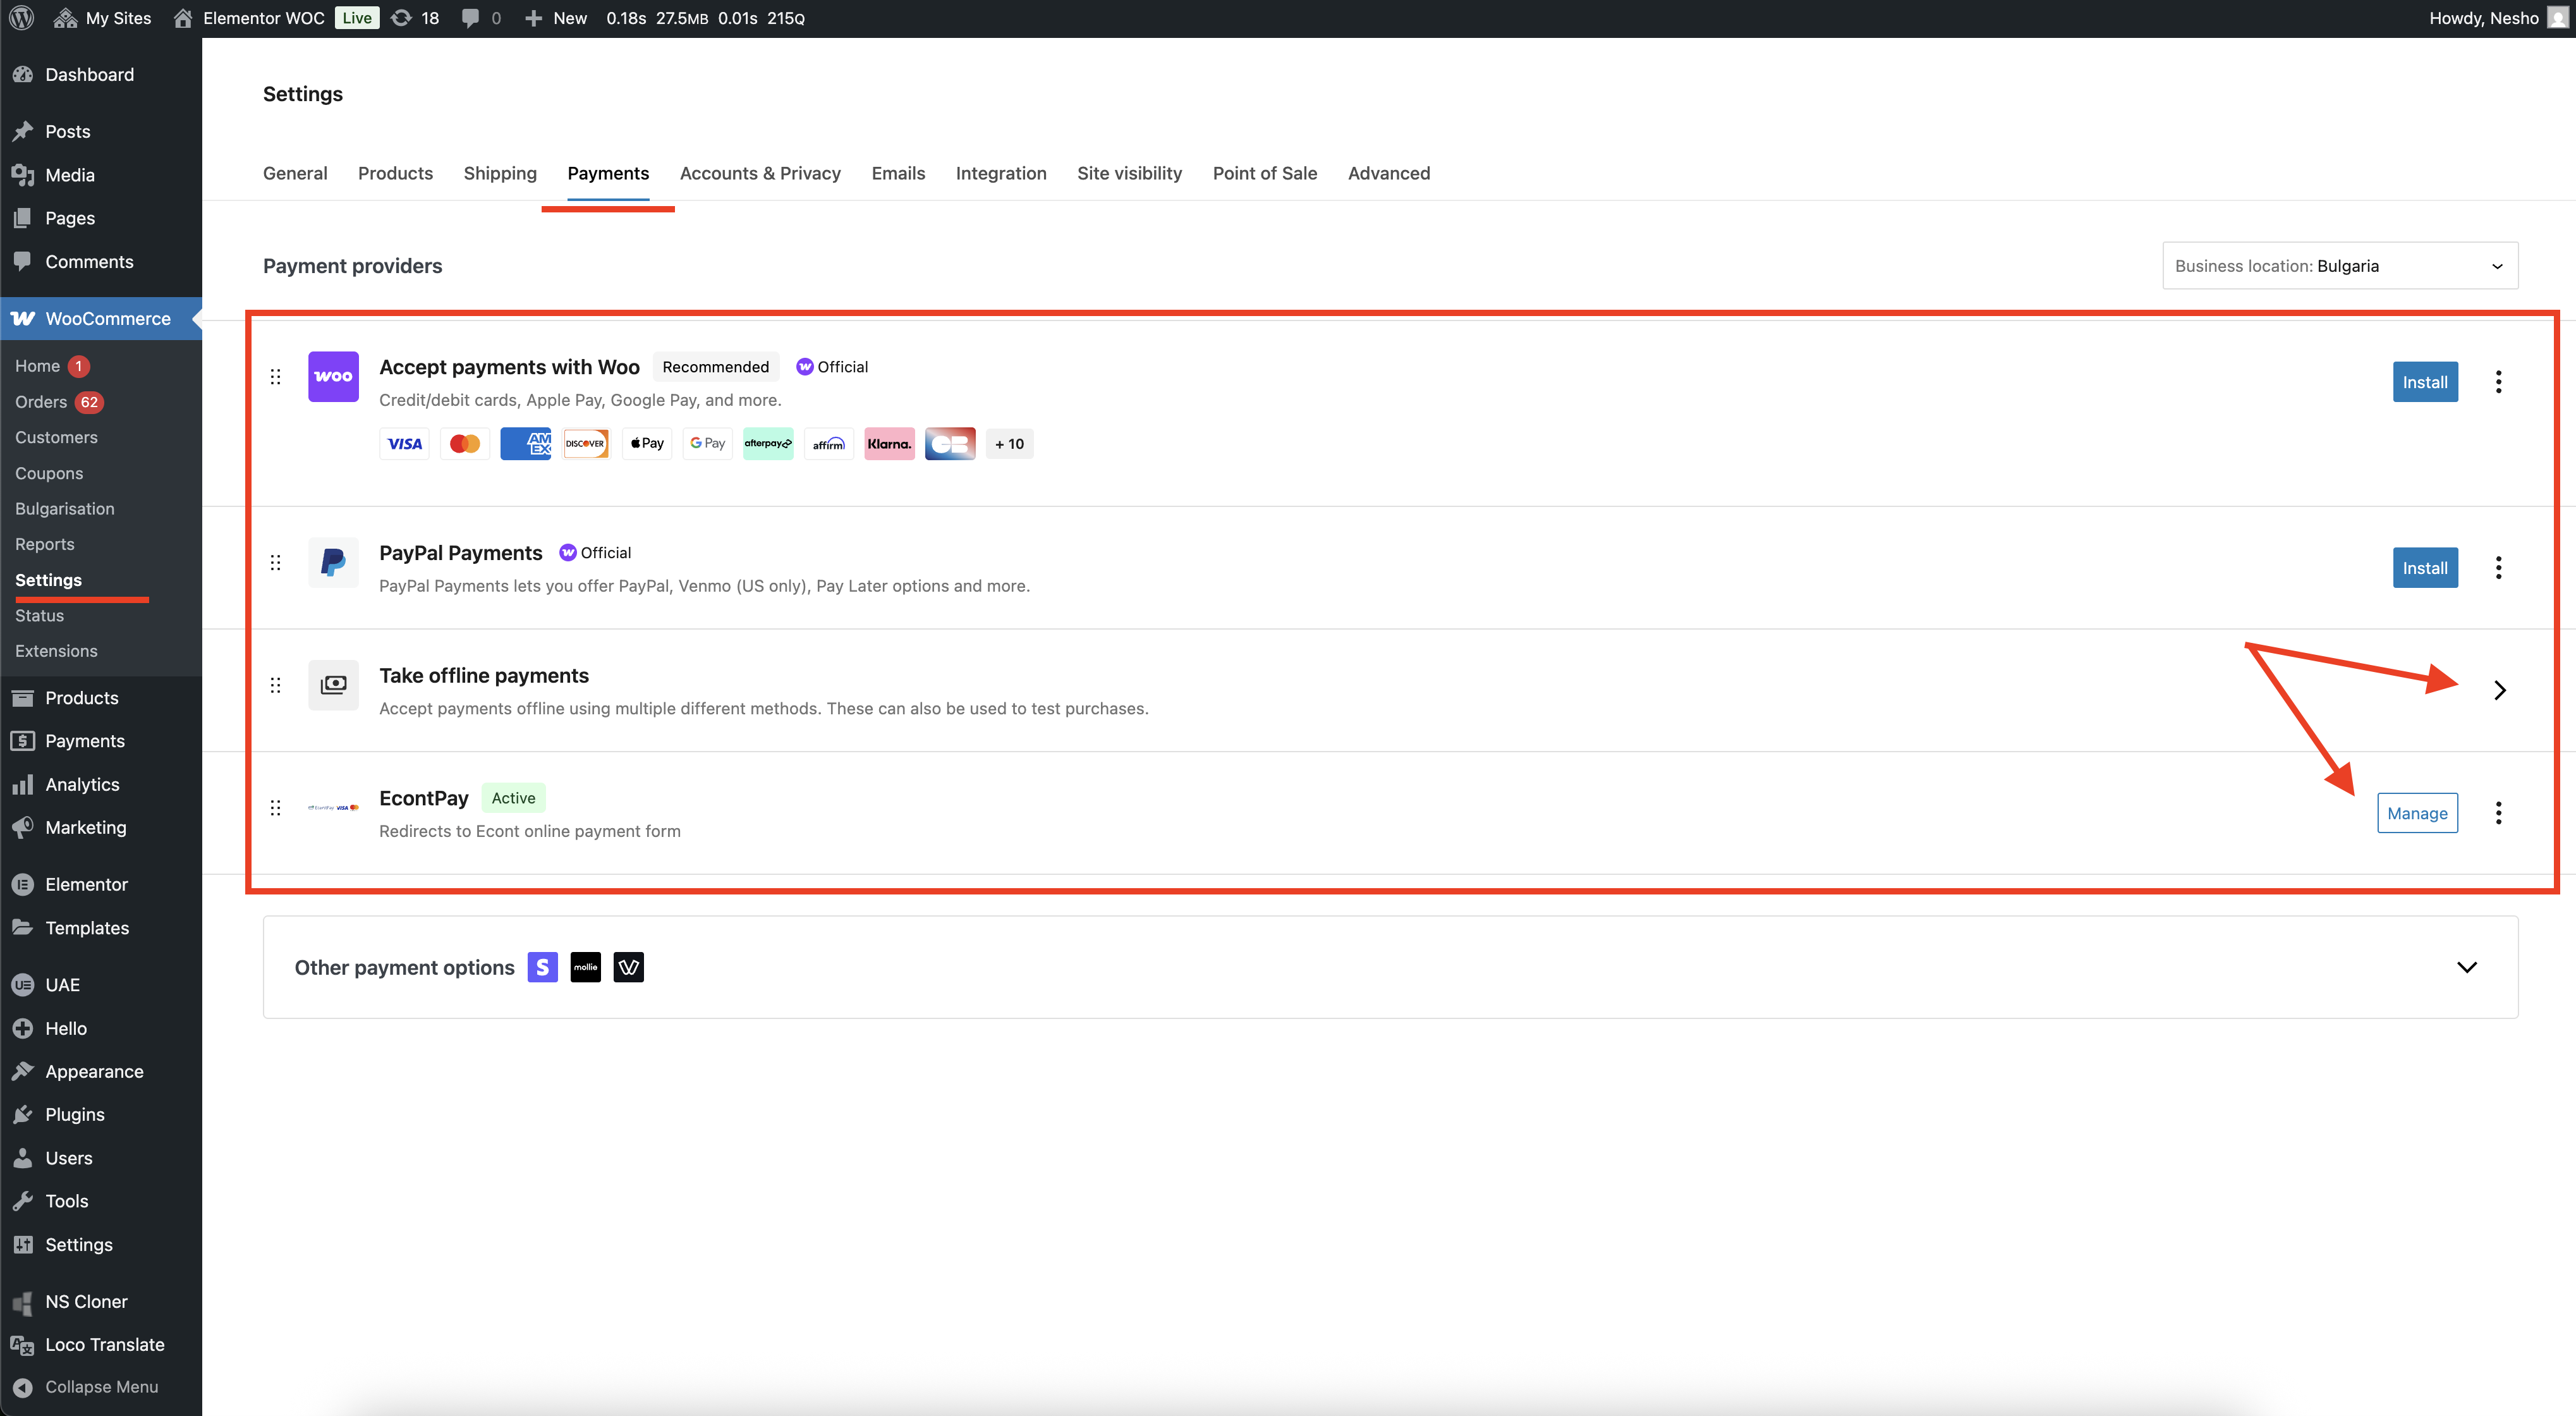 My Sites Elementor WOC Live 18 0 New 0.18s 27.5MB 0.01s 215Q Howdy, Nesho
Dashboard
Posts
Media
Pages
Comments
WooCommerce
Home 1
Orders 62
Customers
Coupons
Bulgarisation
Reports
Settings
Status
Extensions
Products
Payments
Analytics
Marketing
Elementor
Templates
UAE
Hello
Appearance
Plugins
Users
Tools
Settings
NS Cloner
Loco Translate
Collapse Menu
Settings
General Products Shipping Payments Accounts & Privacy Emails Integration Site visibility Point of Sale Advanced
Payment providers
Business location: Bulgaria
woo
Accept payments with Woo Recommended Official
Credit/debit cards, Apple Pay, Google Pay, and more.
VISA AMEX DISCOVER Pay G Pay afterpay affirm Klarna. CB + 10
Install
PayPal Payments Official
PayPal Payments lets you offer PayPal, Venmo (US only), Pay Later options and more.
Install
Take offline payments
Accept payments offline using multiple different methods. These can also be used to test purchases.
EcontPay VISA
EcontPay Active
Redirects to Econt online payment form
Manage
Other payment options S mollie